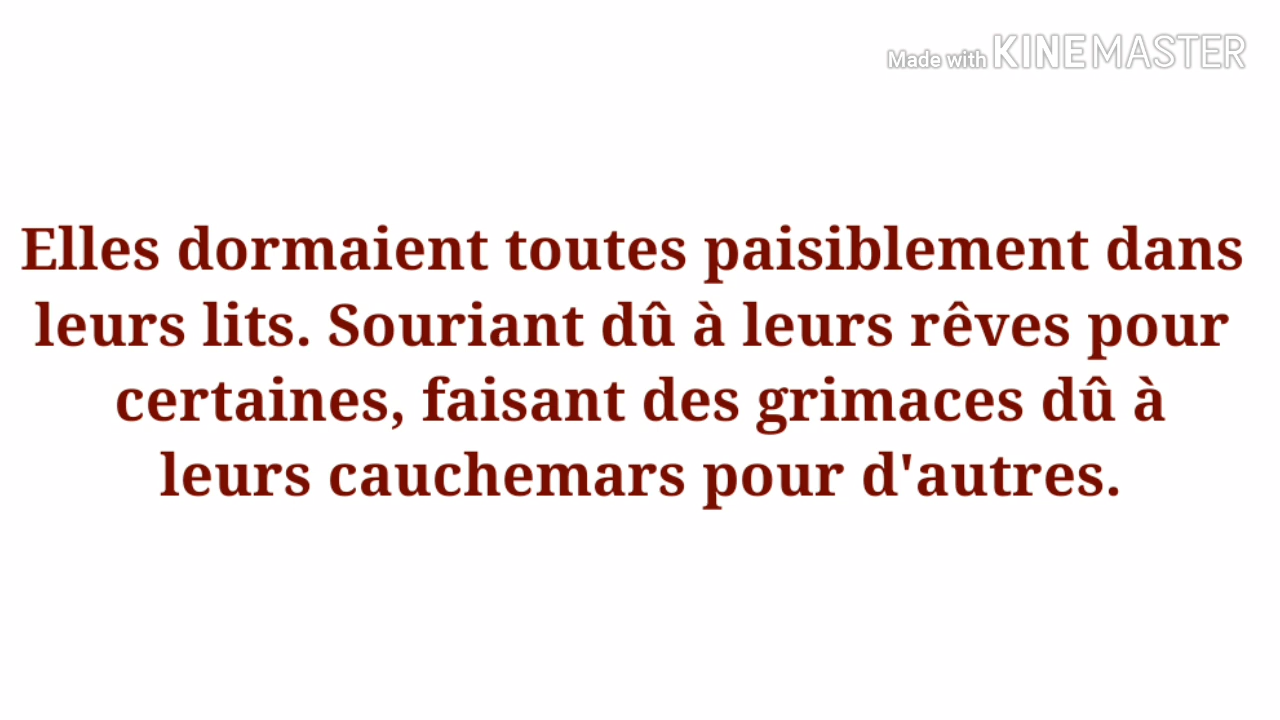 Made with KINEMASTER
Elles dormaient toutes paisiblement dans
leurs lits. Souriant dû à leurs rêves pour
certaines, faisant des grimaces dû à
leurs cauchemars pour d'autres.